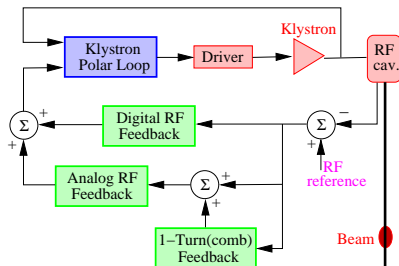 Klystron
Klystron
Polar Loop
Driver
RF
cav.
Σ
+
+
Digital RF
Feedback
Σ
−
+
RF
reference
Analog RF
Feedback
Σ
+
+
1−Turn(comb)
Feedback
Beam